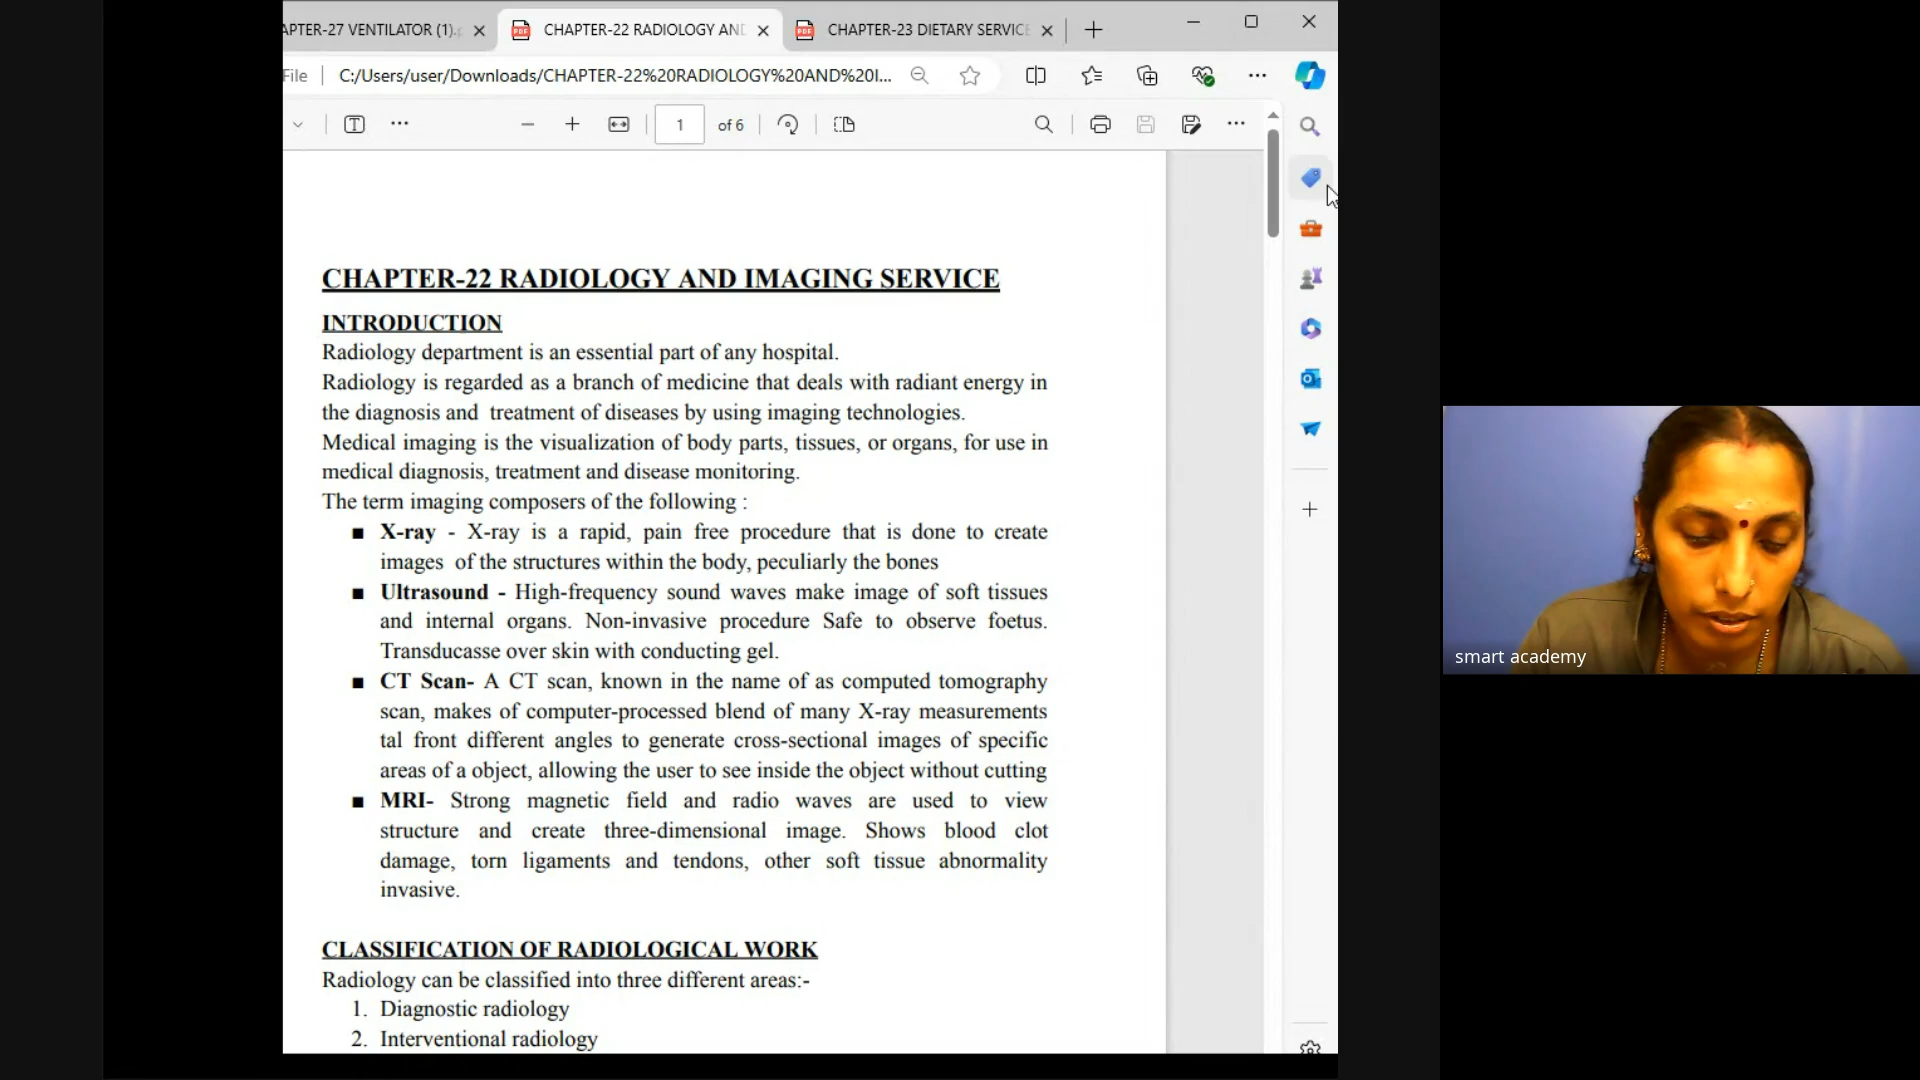 APTER-27 VENTILATOR (1).
CHAPTER-22 RADIOLOGY AND
CHAPTER-23 DIETARY SERVICE
File
C:/Users/user/Downloads/CHAPTER-22%20RADIOLOGY%20AND%20I...
1 of 6
CHAPTER-22 RADIOLOGY AND IMAGING SERVICE
INTRODUCTION
Radiology department is an essential part of any hospital.
Radiology is regarded as a branch of medicine that deals with radiant energy in
the diagnosis and treatment of diseases by using imaging technologies.
Medical imaging is the visualization of body parts, tissues, or organs, for use in
medical diagnosis, treatment and disease monitoring.
The term imaging composers of the following :
■ X-ray - X-ray is a rapid, pain free procedure that is done to create
images of the structures within the body, peculiarly the bones
■ Ultrasound - High-frequency sound waves make image of soft tissues
and internal organs. Non-invasive procedure Safe to observe foetus.
Transducasse over skin with conducting gel.
■ CT Scan- A CT scan, known in the name of as computed tomography
scan, makes of computer-processed blend of many X-ray measurements
tal front different angles to generate cross-sectional images of specific
areas of a object, allowing the user to see inside the object without cutting
■ MRI- Strong magnetic field and radio waves are used to view
structure and create three-dimensional image. Shows blood clot
damage, torn ligaments and tendons, other soft tissue abnormality
invasive.
CLASSIFICATION OF RADIOLOGICAL WORK
Radiology can be classified into three different areas:-
1. Diagnostic radiology
2. Interventional radiology
smart academy